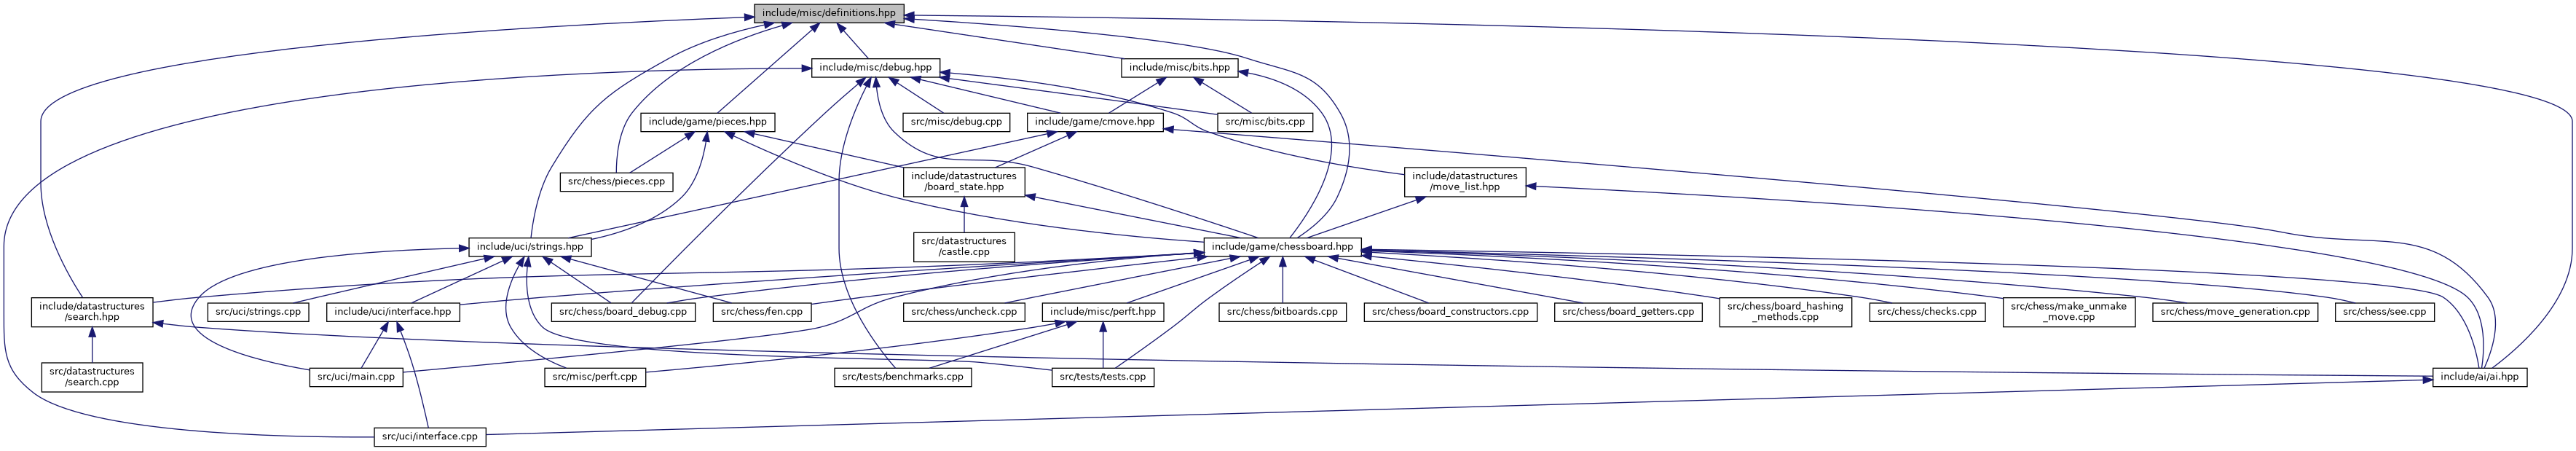 include/misc/definitions.hpp
include/misc/debug.hpp
include/misc/bits.hpp
include/game/pieces.hpp
src/misc/debug.cpp
include/game/cmove.hpp
src/misc/bits.cpp
src/chess/pieces.cpp
include/datastructures
/board_state.hpp
include/datastructures
/move_list.hpp
include/uci/strings.hpp
src/datastructures
/castle.cpp
include/game/chessboard.hpp
include/datastructures
/search.hpp
src/uci/strings.cpp
include/uci/interface.hpp
src/chess/board_debug.cpp
src/chess/fen.cpp
src/chess/uncheck.cpp
include/misc/perft.hpp
src/chess/bitboards.cpp
src/chess/board_constructors.cpp
src/chess/board_getters.cpp
src/chess/board_hashing
_methods.cpp
src/chess/checks.cpp
src/chess/make_unmake
_move.cpp
src/chess/move_generation.cpp
src/chess/see.cpp
src/datastructures
/search.cpp
src/uci/main.cpp
src/misc/perft.cpp
src/tests/benchmarks.cpp
src/tests/tests.cpp
include/ai/ai.hpp
src/uci/interface.cpp